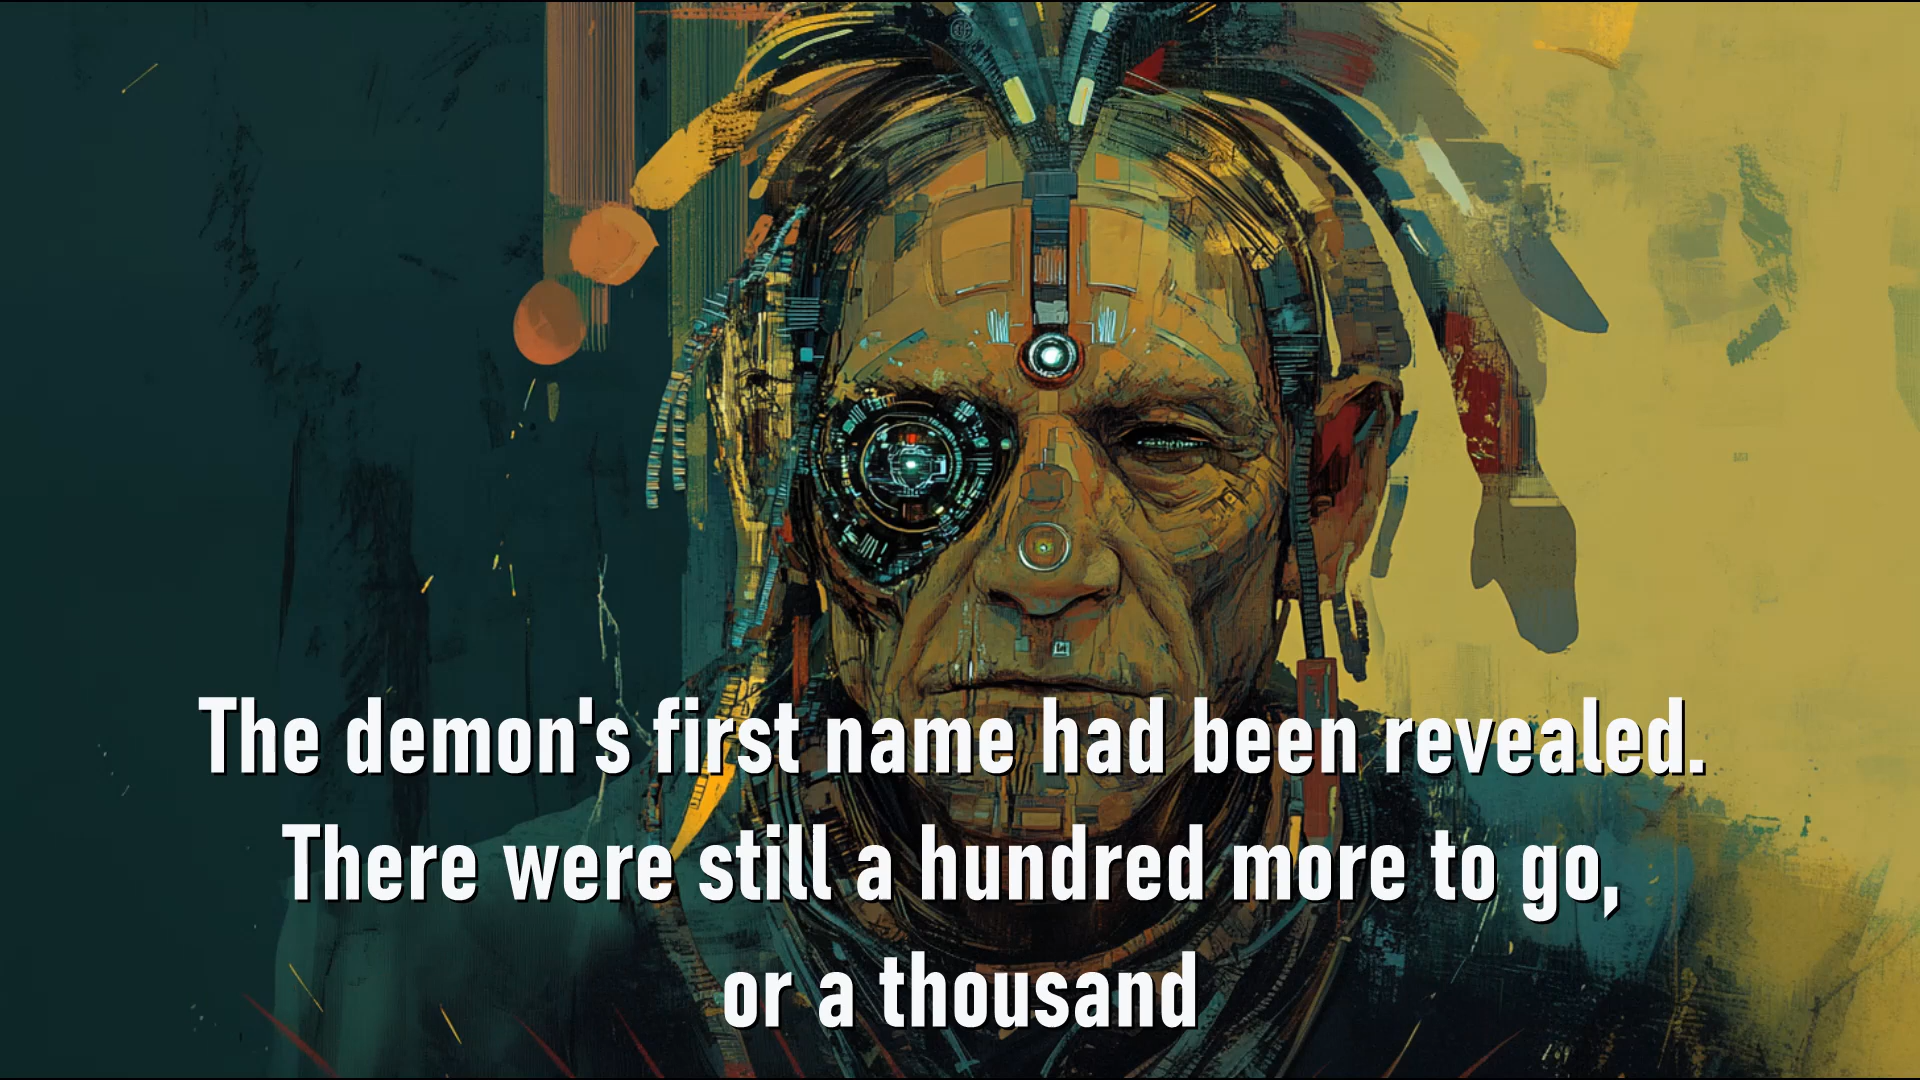 The demon's first name had been revealed.
There were still a hundred more to go,
or a thousand